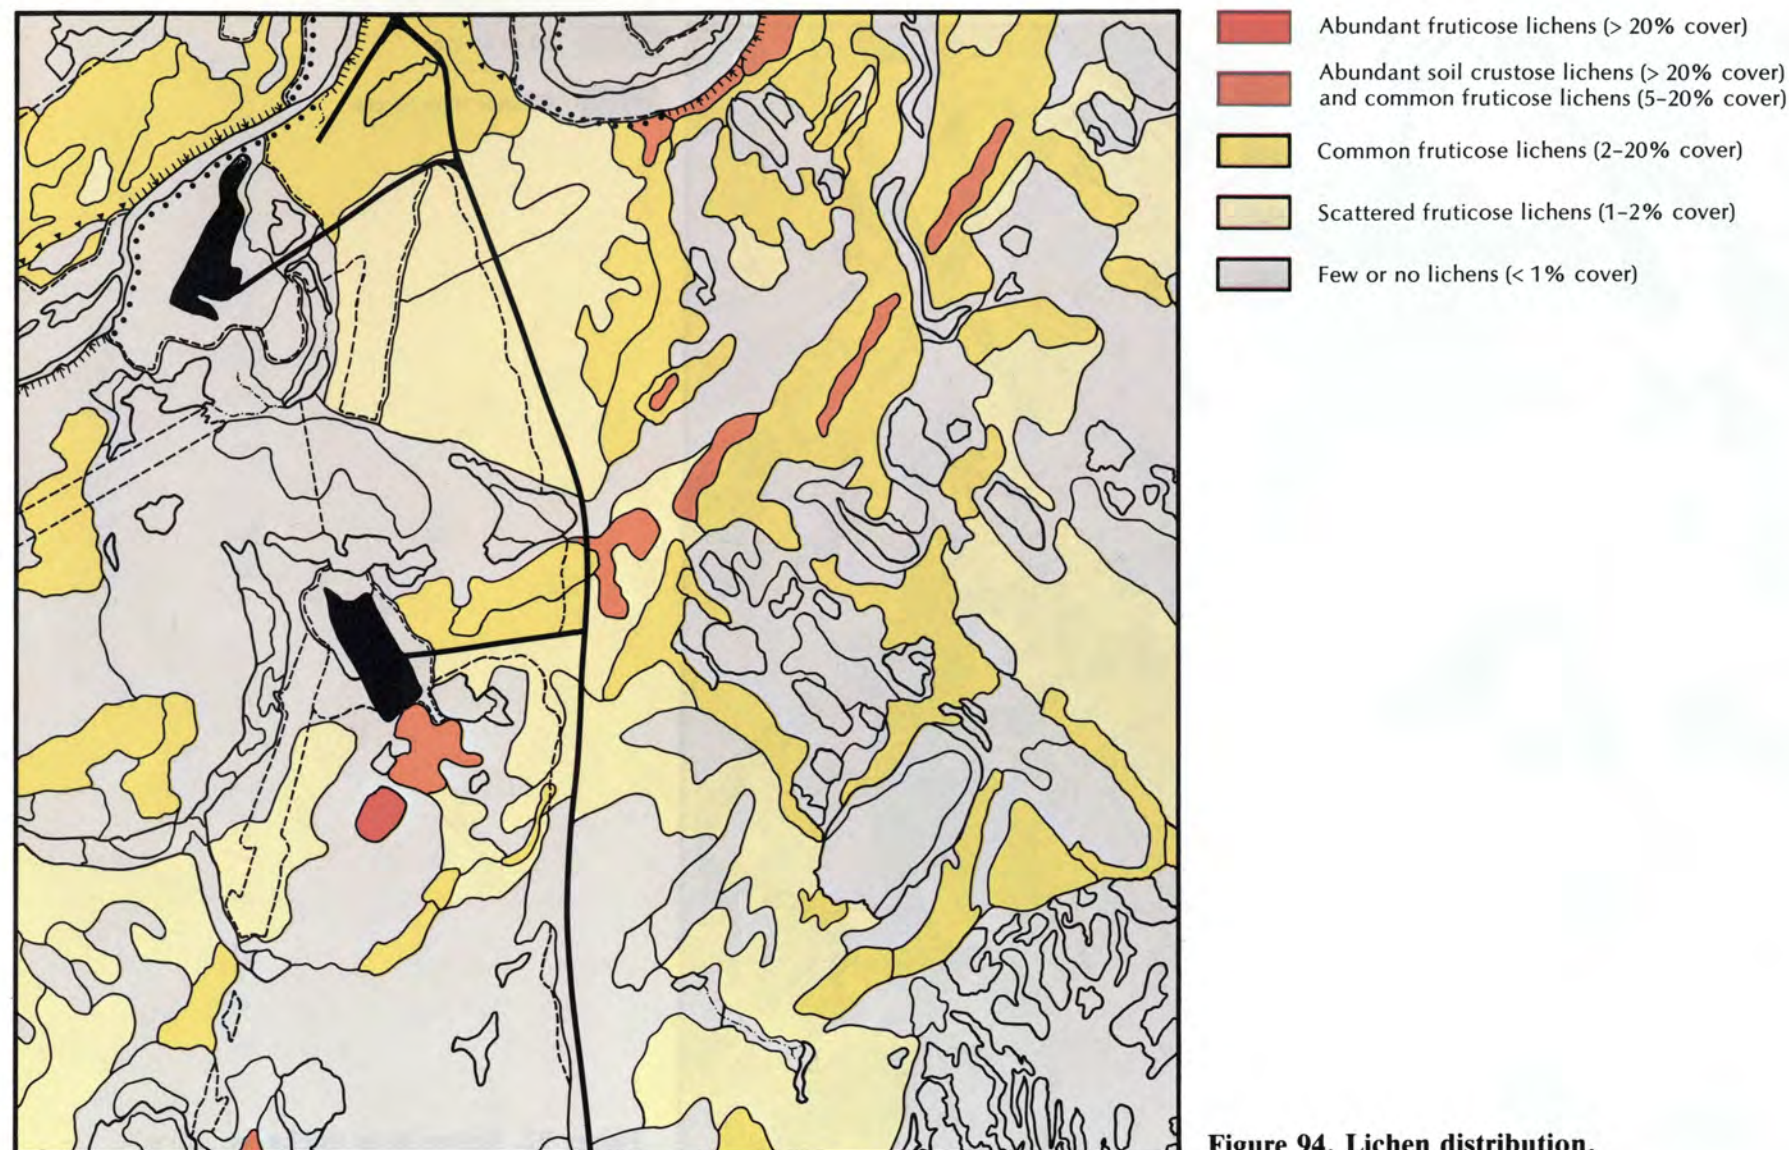 Abundant fruticose lichens (> 20% cover)
Abundant soil crustose lichens (> 20% cover)
and common fruticose lichens (5–20% cover)
Common fruticose lichens (2–20% cover)
Scattered fruticose lichens (1–2% cover)
Few or no lichens (< 1% cover)
Figure 94. Lichen distribution.